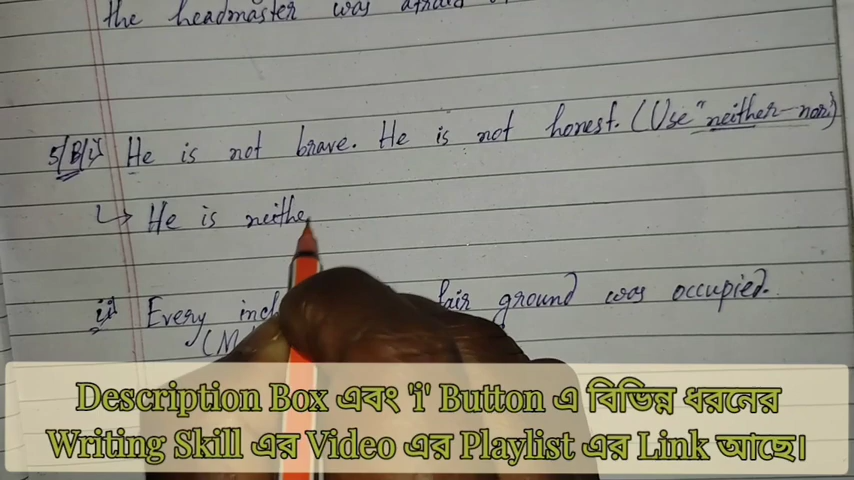 the headmaster was afraid
5/B/i) He is not brave. He is not honest. (Use "neither-nor")
↳ He is neithe
ii) Every inch fair ground was occupied.
Description Box এবং 'i' Button এ বিভিন্ন ধরনের
Writing Skill এর Video এর Playlist এর Link আছে।